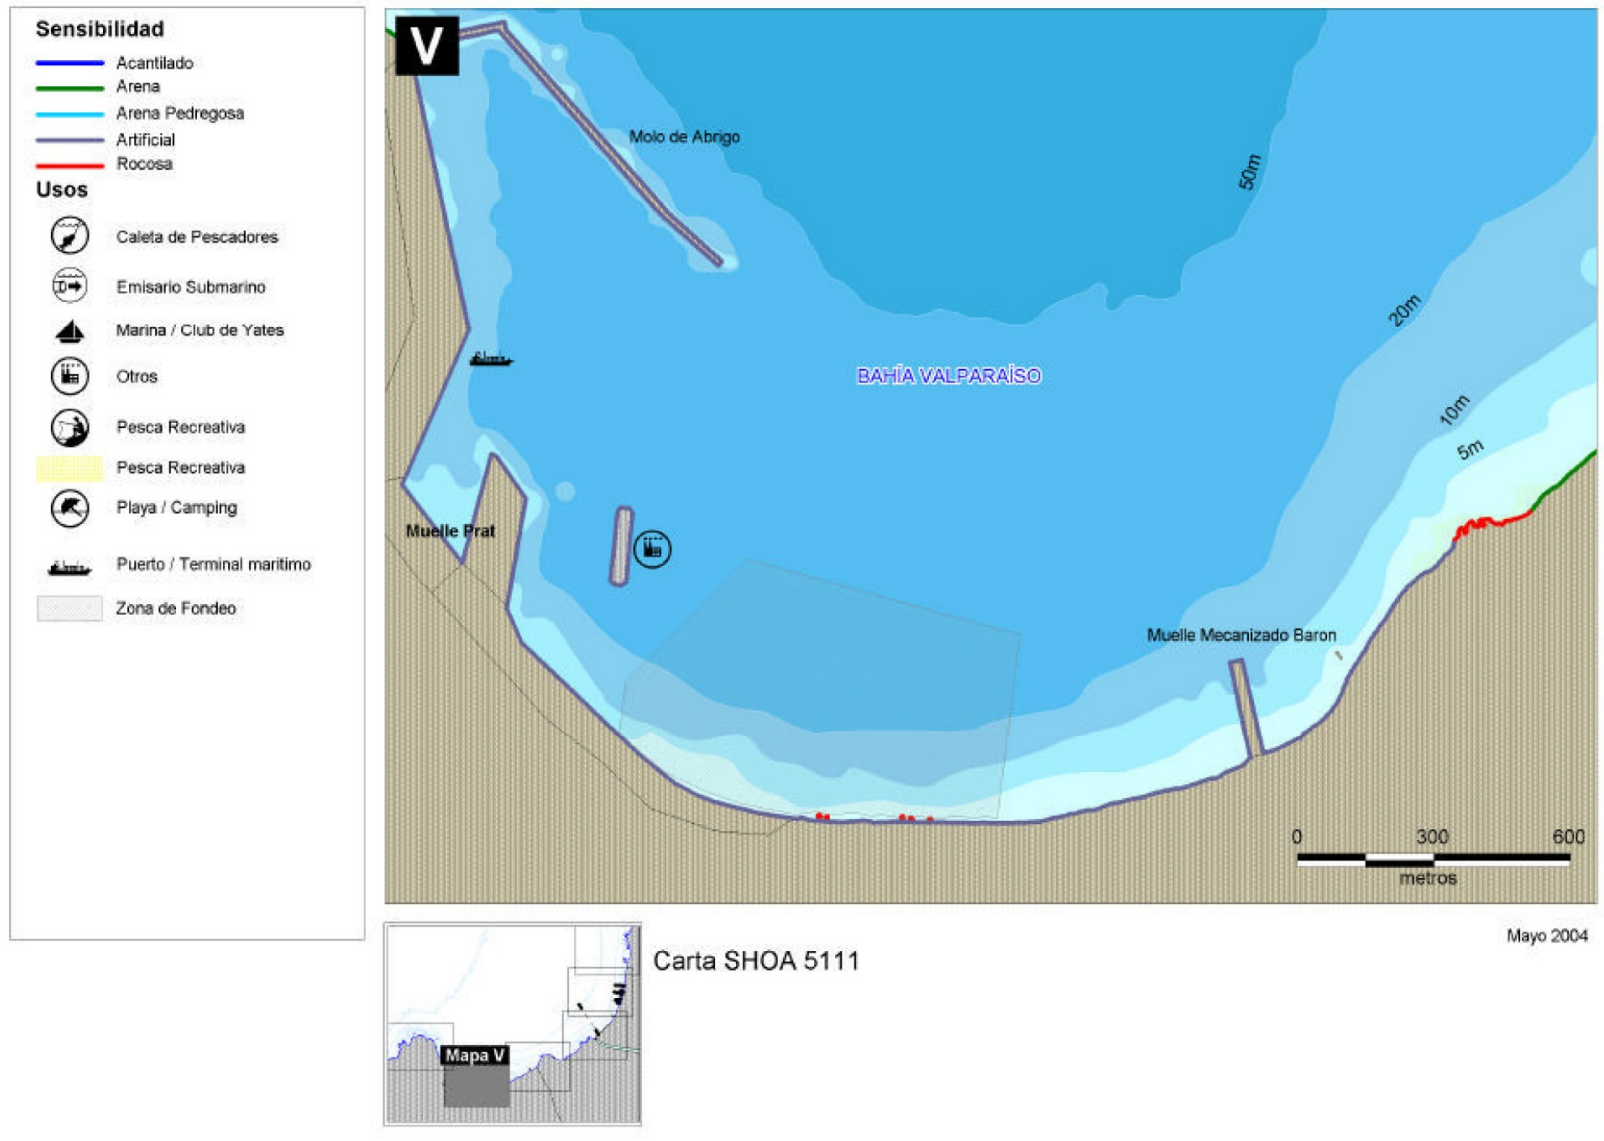 Sensibilidad
Acantilado
Arena
Arena Pedregosa
Artificial
Rocosa
Usos
Caleta de Pescadores
Emisario Submarino
Marina / Club de Yates
Otros
Pesca Recreativa
Pesca Recreativa
Playa / Camping
Puerto / Terminal maritimo
Zona de Fondeo
V
Molo de Abrigo
50m
20m
BAHÍA VALPARAÍSO
10m
5m
Muelle Prat
Muelle Mecanizado Baron
0 300 600
metros
Mayo 2004
Carta SHOA 5111
Mapa V